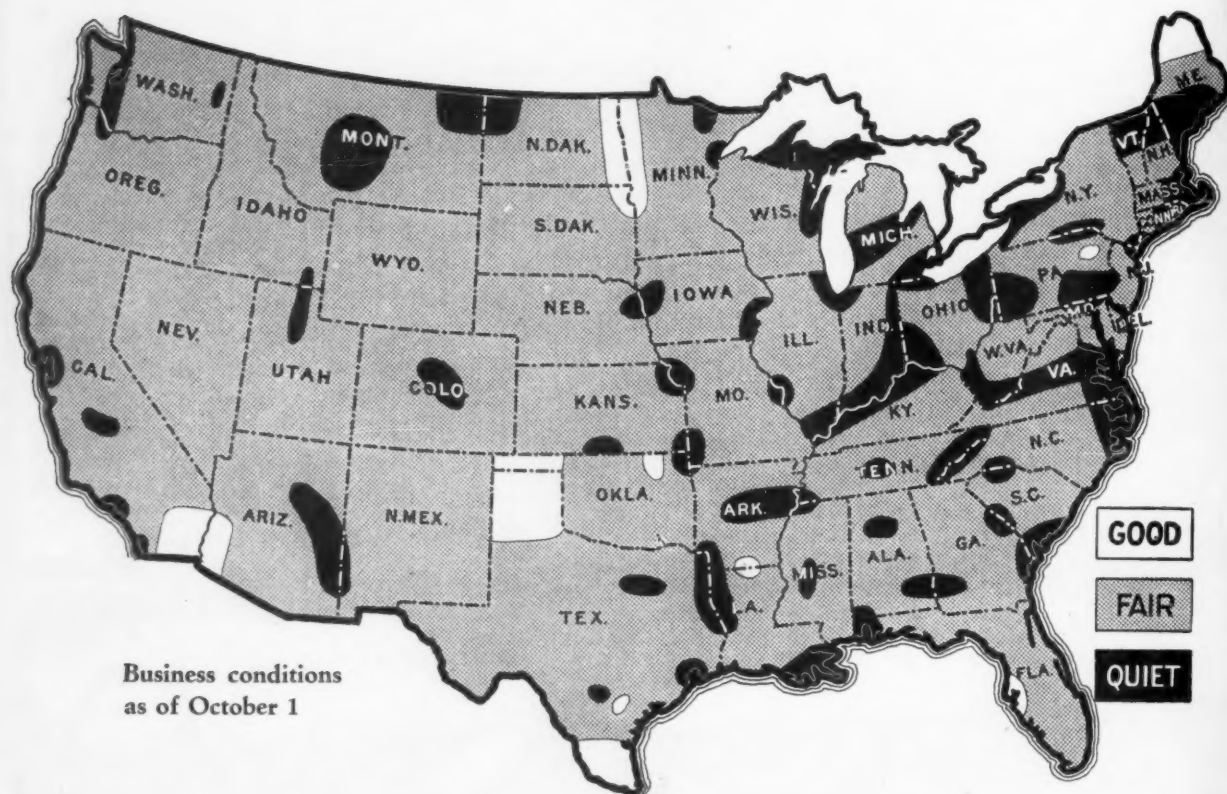 WASH.
MONT.
N.DAK.
MINN.
ME.
VT.
N.H.
OREG.
IDAHO
S.DAK.
WIS.
MICH.
N.Y.
MASS.
WYO.
NEB.
IOWA
PA.
N.J.
NEV.
UTAH
COLO.
ILL.
IND.
OHIO
W.VA.
DEL.
CAL.
KANS.
MO.
KY.
VA.
ARIZ.
N.MEX.
OKLA.
ARK.
TENN.
N.C.
S.C.
TEX.
LA.
MISS.
ALA.
GA.
FLA.
GOOD
FAIR
QUIET
Business conditions
as of October 1